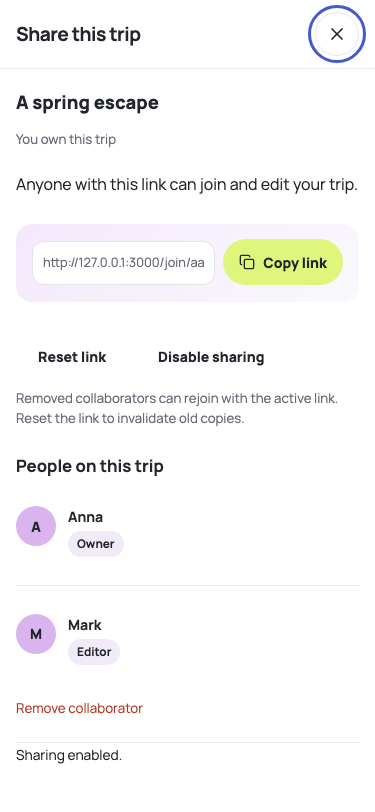 Share this trip
A spring escape
You own this trip
Anyone with this link can join and edit your trip.
http://127.0.0.1:3000/join/aa
Copy link
Reset link
Disable sharing
Removed collaborators can rejoin with the active link.
Reset the link to invalidate old copies.
People on this trip
A
Anna
Owner
M
Mark
Editor
Remove collaborator
Sharing enabled.